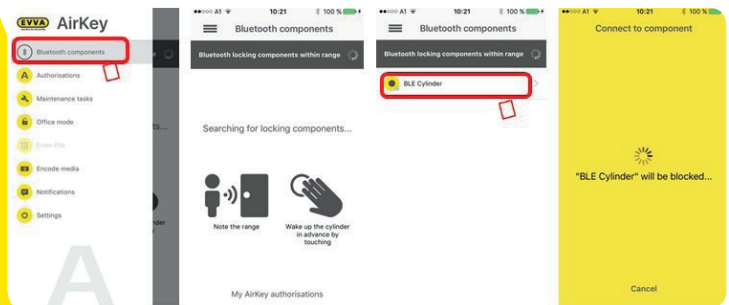 EVVA AirKey
Bluetooth components
Authorisations
Maintenance tasks
Office mode
Enter PIN
Encode media
Notifications
Settings
A
A1 10:21 100 %
Bluetooth components
Bluetooth locking components within range
Searching for locking components...
Note the range
Wake up the cylinder
in advance by
touching
My AirKey authorisations
A1 10:21 100 %
Bluetooth components
Bluetooth locking components within range
BLE Cylinder
A1 10:21 100 %
Connect to component
"BLE Cylinder" will be blocked...
Cancel